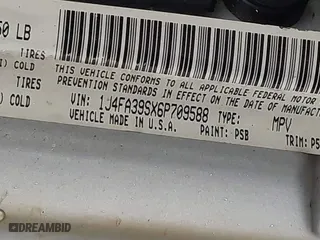 50 LB
TIRES
) COLD
THIS VEHICLE CONFORMS TO ALL APPLICABLE FEDERAL MOTOR
TIRES
PREVENTION STANDARDS IN EFFECT ON THE DATE OF
) COLD
VIN: 1J4FA39SX6P709588 TYPE: MPV
VEHICLE MADE IN U.S.A. PAINT: PSB TRIM:
DREAMBID